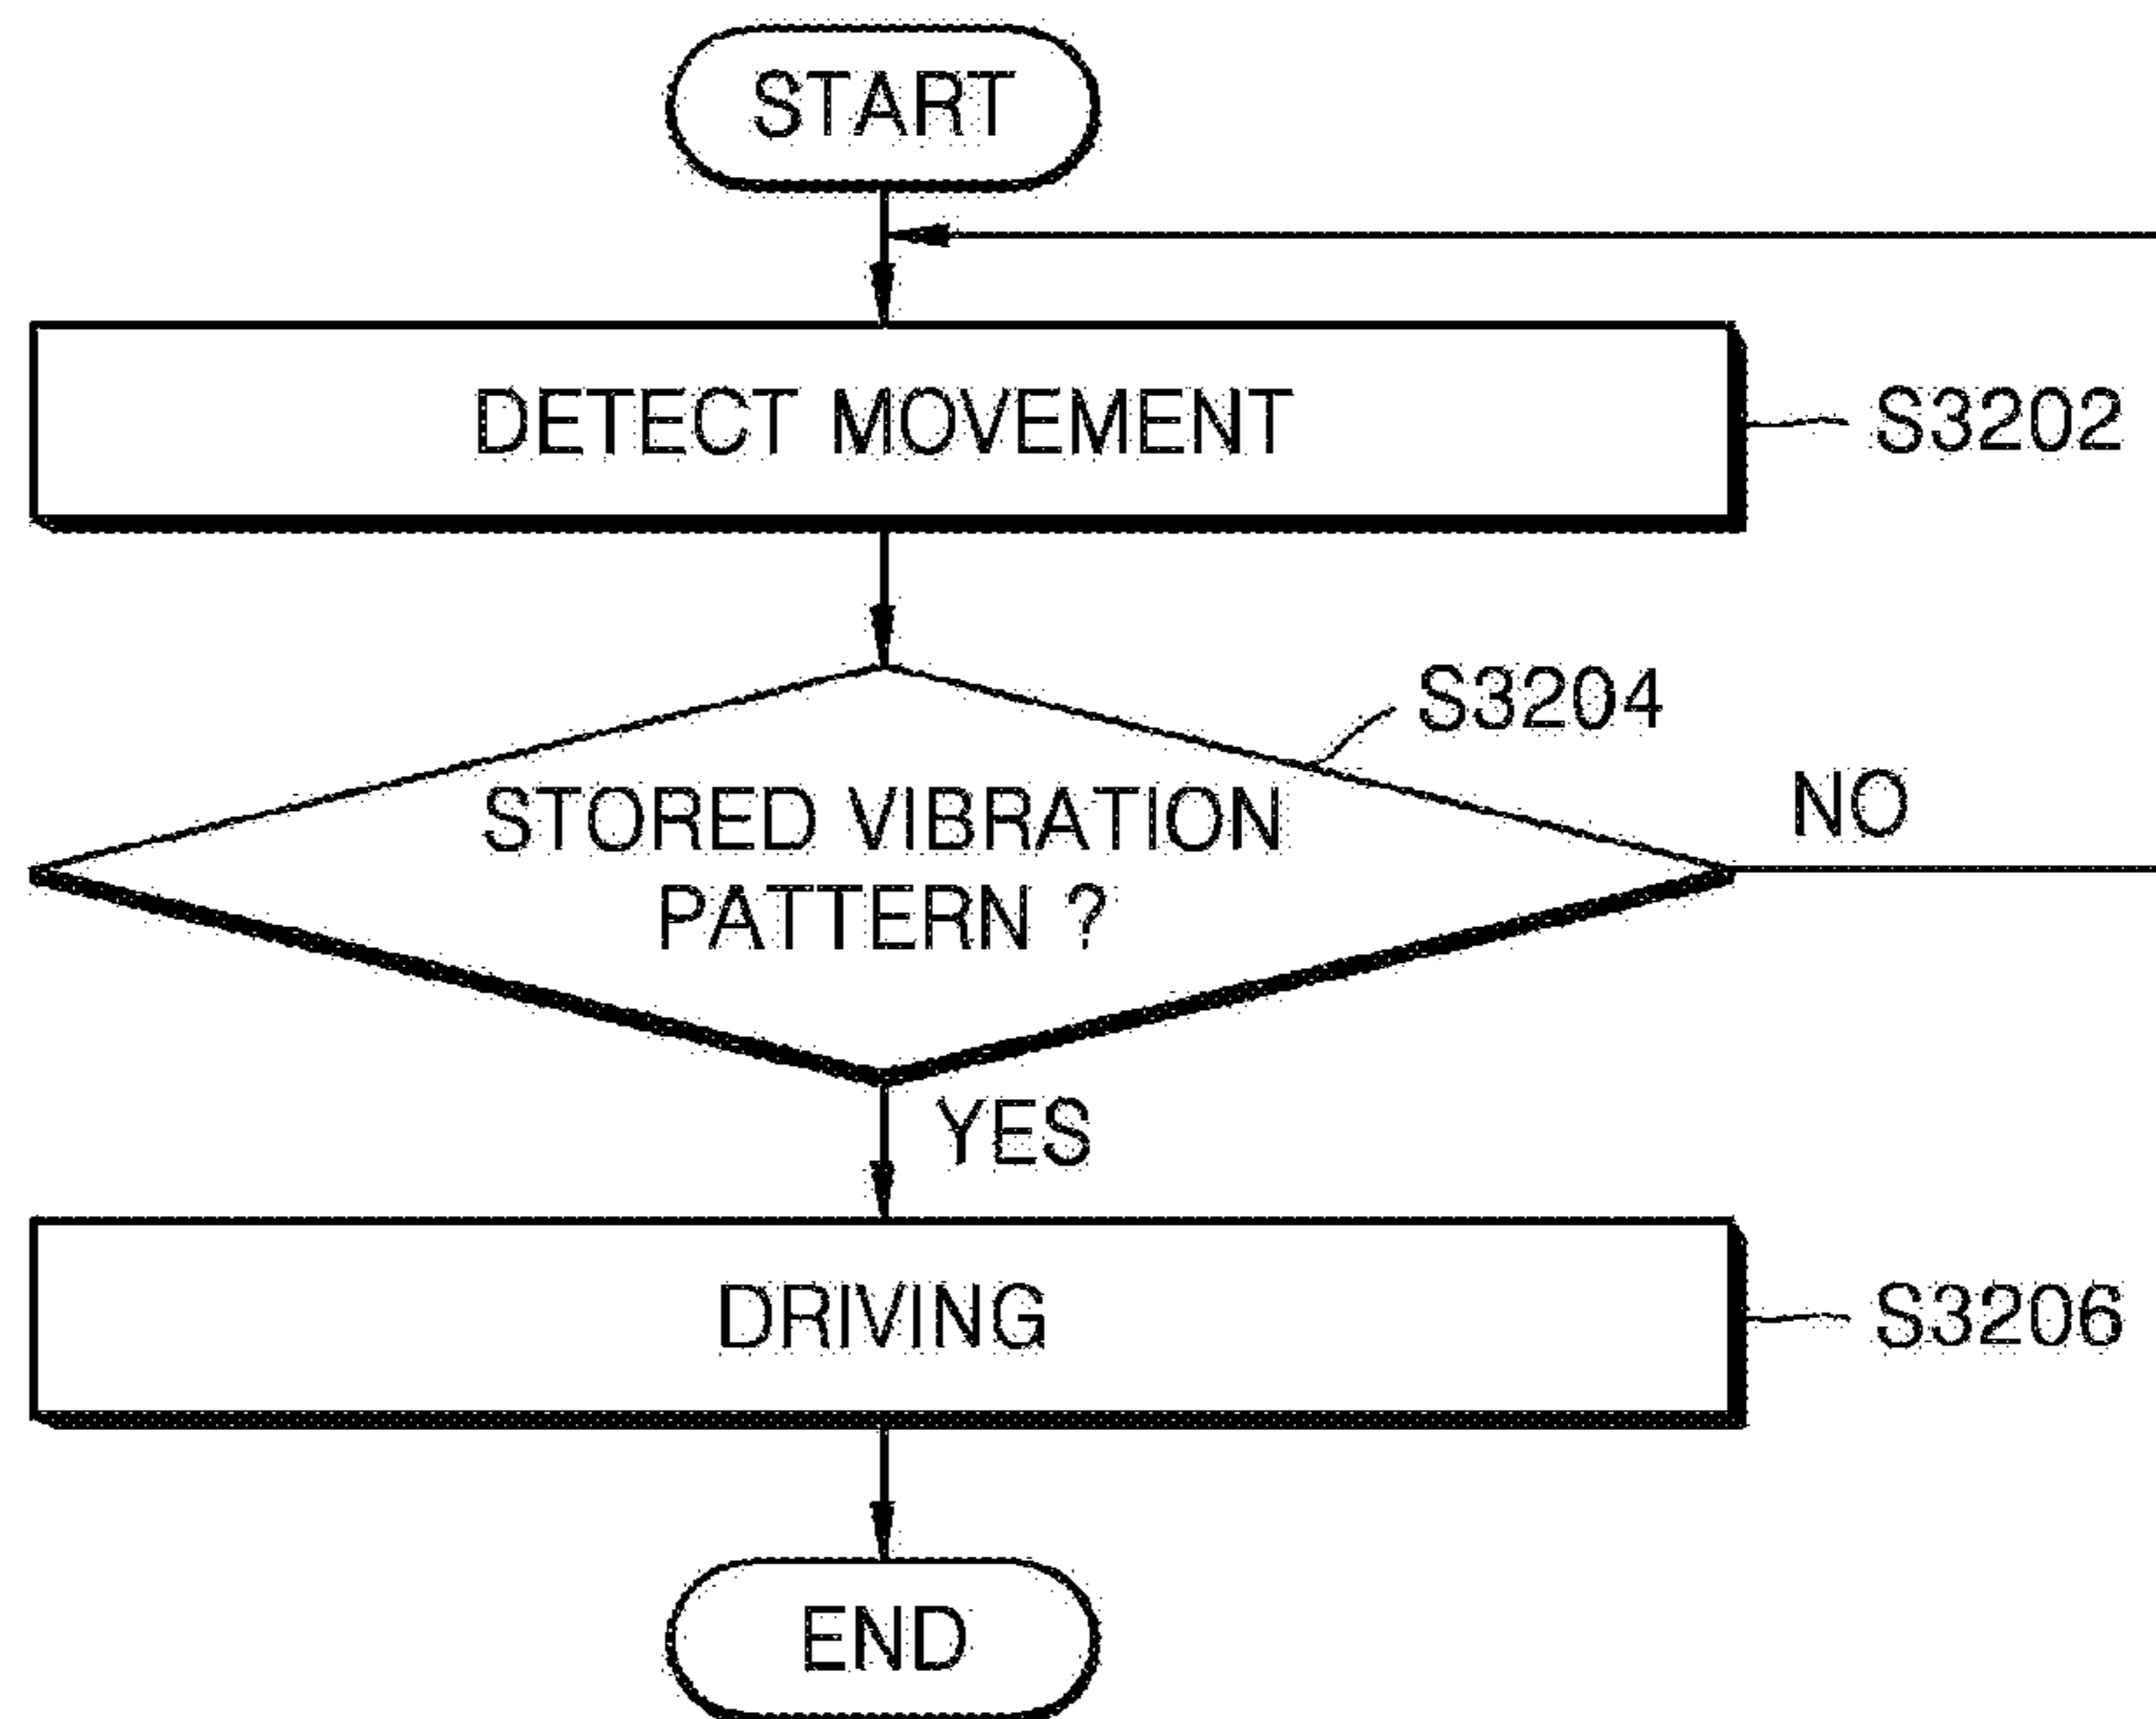 START
DETECT MOVEMENT
S3202
S3204
STORED VIBRATION
PATTERN ?
NO
YES
DRIVING
S3206
END